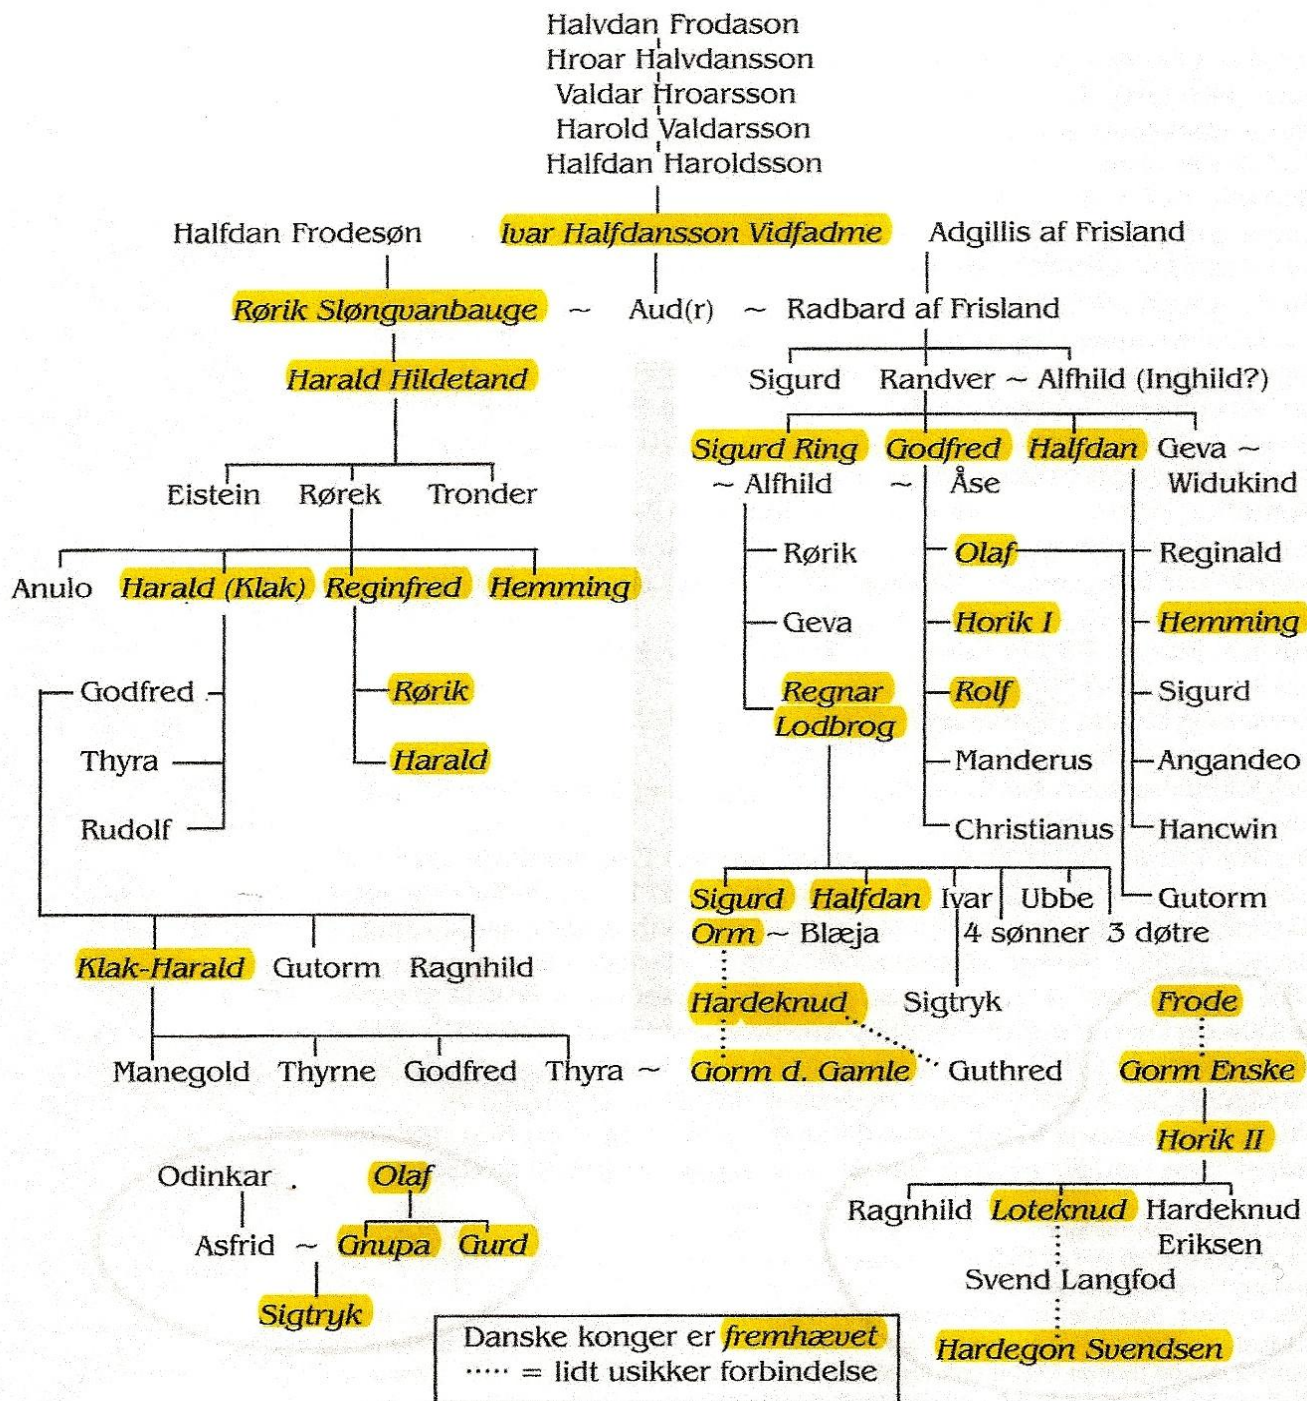 Halvdan Frodason
Hroar Halvdansson
Valdar Hroarsson
Harold Valdarsson
Halfdan Haroldsson
Halfdan Frodesøn Ivar Halfdansson Vidfadme Adgillis af Frisland
Rørik Sløngvanbauge ~ Aud(r) ~ Radbard af Frisland
Harald Hildetand Sigurd Randver ~ Alfhild (Inghild?)
Sigurd Ring Godfred Halfdan Geva ~
~ Alfhild ~ Åse Widukind
Eistein Rørek Tronder
Rørik Olaf Reginald
Anulo Harald (Klak) Reginfred Hemming
Geva Horik I Hemming
Godfred Rørik Regnar Rolf Sigurd
Lodbrog
Thyra Harald Manderus Angandeo
Rudolf Christianus Hancwin
Sigurd Halfdan Ivar Ubbe Gutorm
Orm ~ Blæja 4 sønner 3 døtre
Klak-Harald Gutorm Ragnhild
Hardeknud Sigtryk Frode
Manegold Thyrne Godfred Thyra ~ Gorm d. Gamle Guthred Gorm Enske
Horik II
Odinkar Olaf
Ragnhild Loteknud Hardeknud
Asfrid ~ Gnupa Gurd Eriksen
Svend Langfod
Sigtryk
Danske konger er fremhævet Hardegon Svendsen
..... = lidt usikker forbindelse